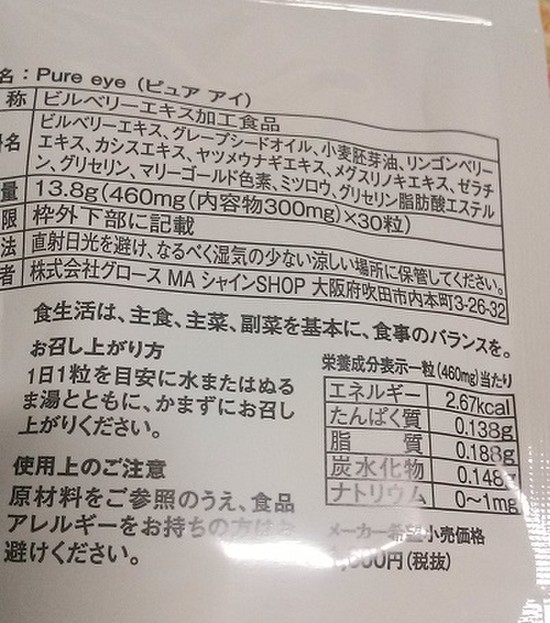 名：Pure eye（ピュア アイ）
称 ビルベリーエキス加工食品
名 ビルベリーエキス、グレープシードオイル、小麦胚芽油、リンゴンベリー
エキス、カシスエキス、ヤツメウナギエキス、メグスリノキエキス、ゼラチ
ン、グリセリン、マリーゴールド色素、ミツロウ、グリセリン脂肪酸エステル
量 13.8g(460mg(内容物300mg)×30粒)
限 枠外下部に記載
法 直射日光を避け、なるべく湿気の少ない涼しい場所に保管してください。
者 株式会社グロース MA シャインSHOP 大阪府吹田市内本町3-26-32
食生活は、主食、主菜、副菜を基本に、食事のバランスを。
お召し上がり方
1日1粒を目安に水またはぬる
ま湯とともに、かまずにお召し
上がりください。
使用上のご注意
原材料をご参照のうえ、食品
アレルギーをお持ちの方はお
避けください。
栄養成分表示一粒(460mg)当たり
エネルギー 2.67kcal
たんぱく質 0.138g
脂 質 0.188g
炭水化物 0.148g
ナトリウム 0～1mg
メーカー希望小売価格
500円(税抜)